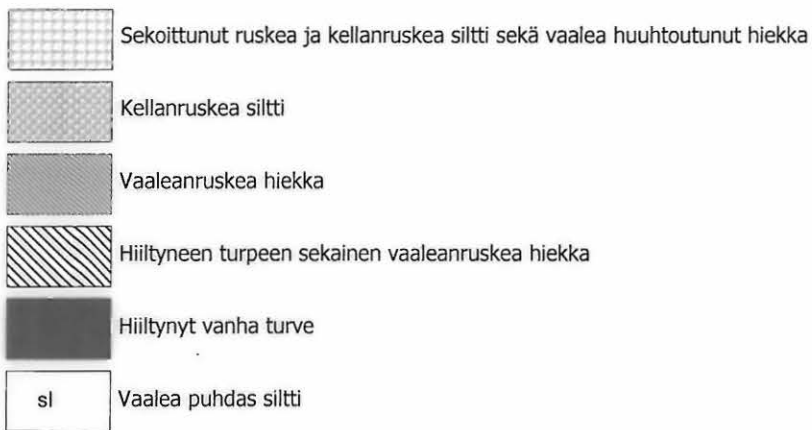 Sekoittunut ruskea ja kellanruskea siltti sekä vaalea huuhtoutunut hiekka
Kellanruskea siltti
Vaaleanruskea hiekka
Hiiltyneen turpeen sekainen vaaleanruskea hiekka
Hiiltynyt vanha turve
sl Vaalea puhdas siltti